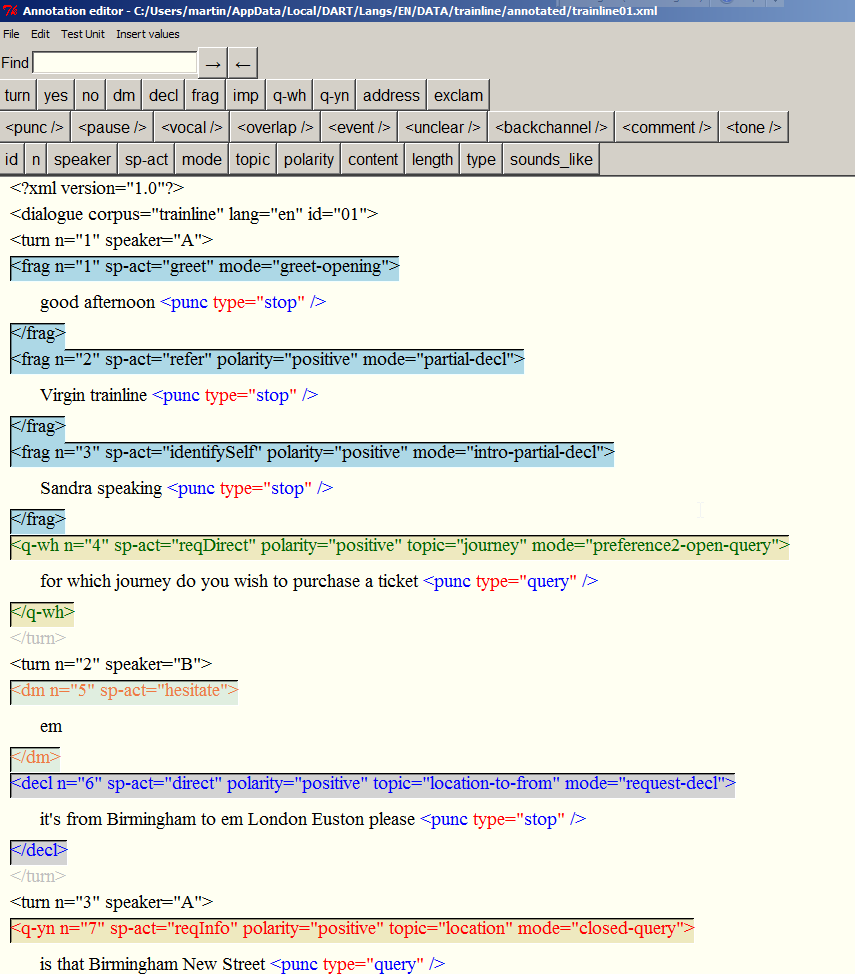 Annotation editor - C:/Users/martin/AppData/Local/DART/Langs/EN/DATA/trainline/annotated/trainline01.xml
File Edit Test Unit Insert values
Find → ←
turn yes no dm decl frag imp q-wh q-yn address exclam
<punc /> <pause /> <vocal /> <overlap /> <event /> <unclear /> <backchannel /> <comment /> <tone />
id n speaker sp-act mode topic polarity content length type sounds_like
<?xml version="1.0"?>
<dialogue corpus="trainline" lang="en" id="01">
<turn n="1" speaker="A">
<frag n="1" sp-act="greet" mode="greet-opening">
good afternoon <punc type="stop" />
</frag>
<frag n="2" sp-act="refer" polarity="positive" mode="partial-decl">
Virgin trainline <punc type="stop" />
</frag>
<frag n="3" sp-act="identifySelf" polarity="positive" mode="intro-partial-decl">
Sandra speaking <punc type="stop" />
</frag>
<q-wh n="4" sp-act="reqDirect" polarity="positive" topic="journey" mode="preference2-open-query">
for which journey do you wish to purchase a ticket <punc type="query" />
</q-wh>
</turn>
<turn n="2" speaker="B">
<dm n="5" sp-act="hesitate">
em
</dm>
<decl n="6" sp-act="direct" polarity="positive" topic="location-to-from" mode="request-decl">
it's from Birmingham to em London Euston please <punc type="stop" />
</decl>
</turn>
<turn n="3" speaker="A">
<q-yn n="7" sp-act="reqInfo" polarity="positive" topic="location" mode="closed-query">
is that Birmingham New Street <punc type="query" />